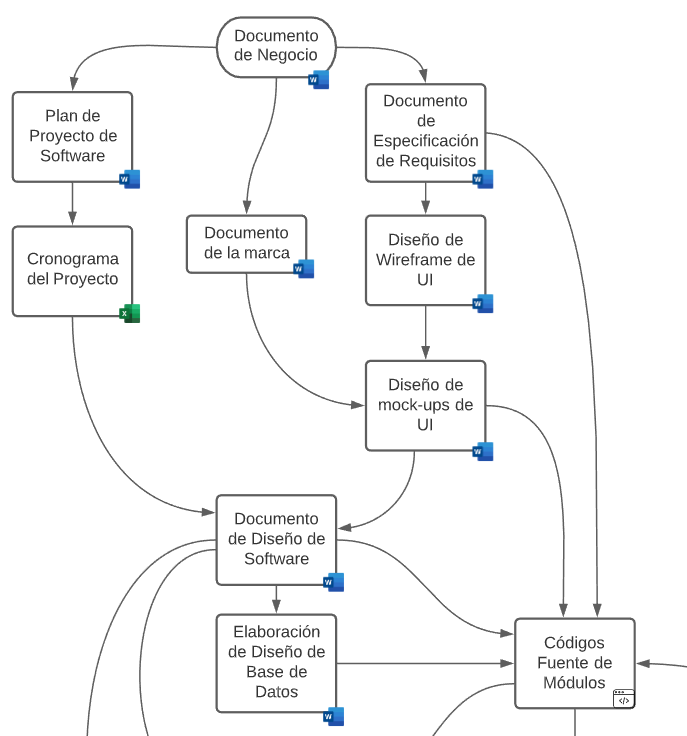 Documento
de Negocio
Plan de
Proyecto de
Software
Documento
de
Especificación
de Requisitos
Cronograma
del Proyecto
Documento
de la marca
Diseño de
Wireframe de
UI
Diseño de
mock-ups de
UI
Documento
de Diseño de
Software
Elaboración
de Diseño de
Base de
Datos
Códigos
Fuente de
Módulos